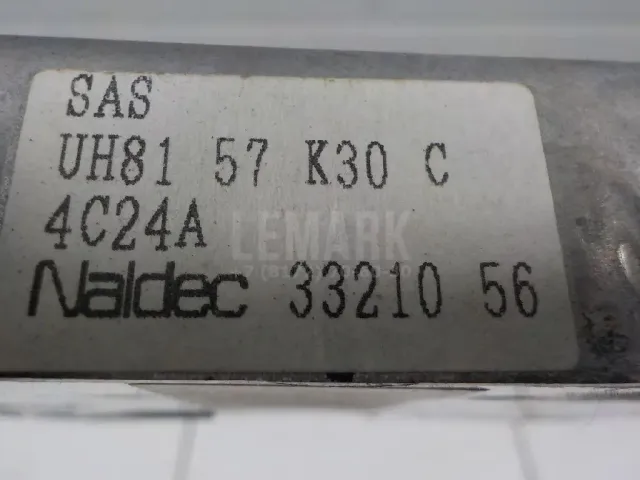 SAS
UH81 57 K30 C
4C24A
LEMARK
Naldec 33210 56